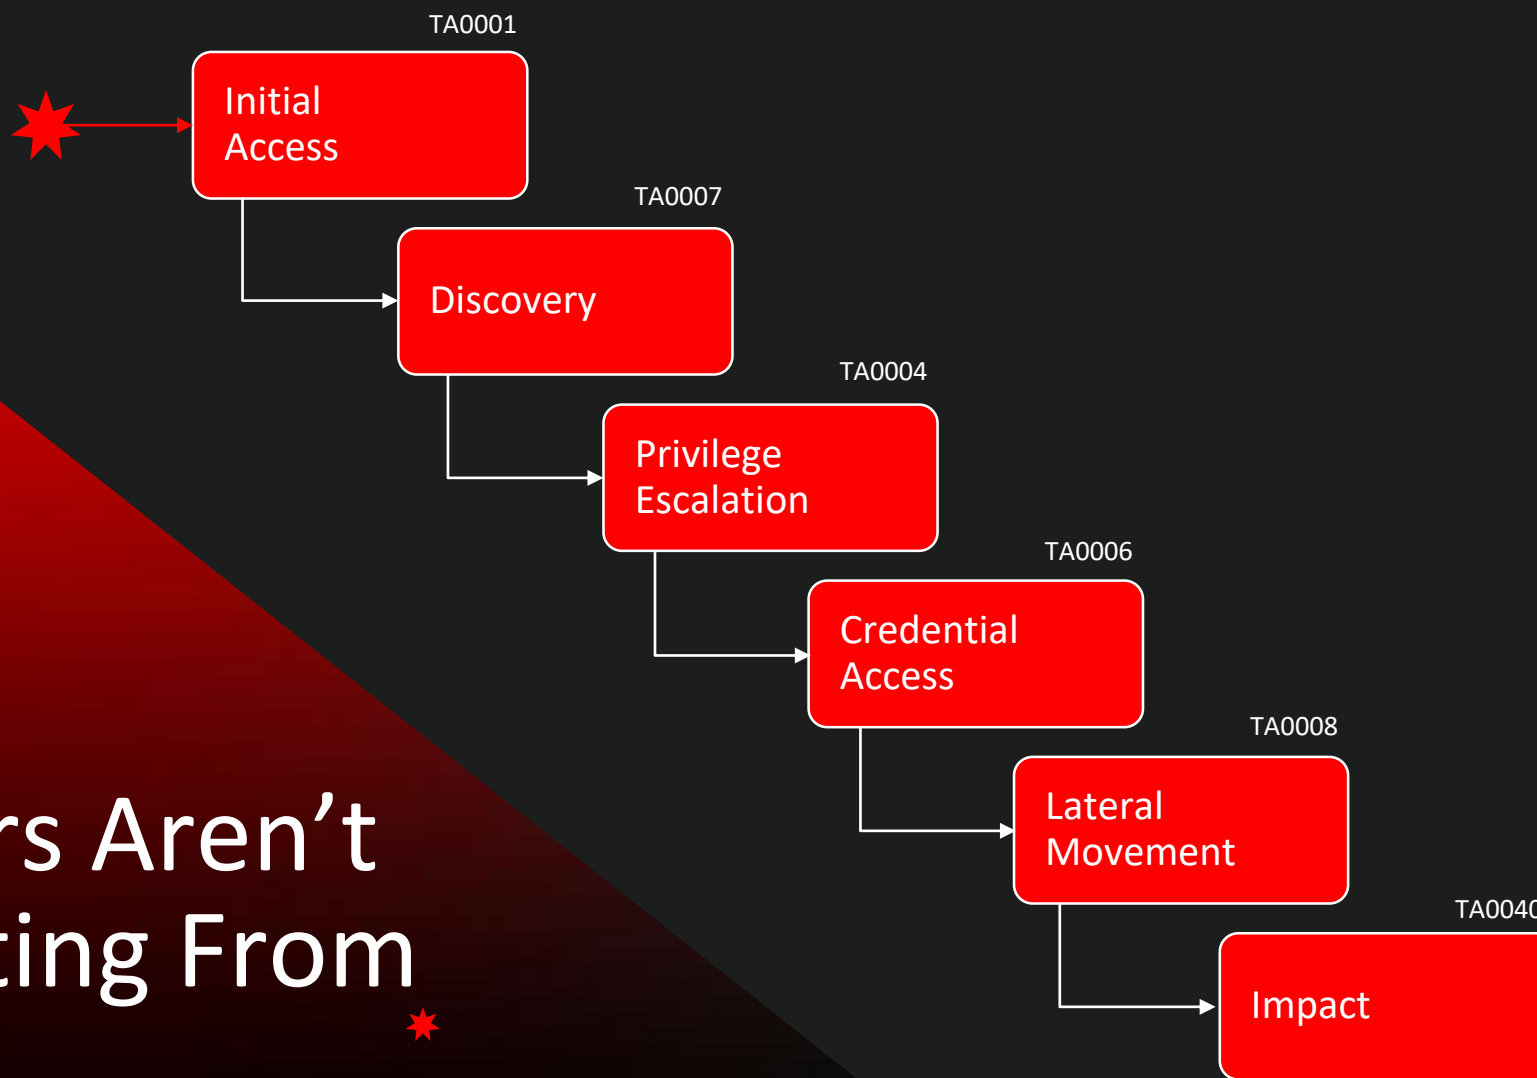 TA0001
Initial
Access
TA0007
Discovery
TA0004
Privilege
Escalation
TA0006
Credential
Access
TA0008
Lateral
Movement
TA0040
Impact
rs Aren’t
ting From